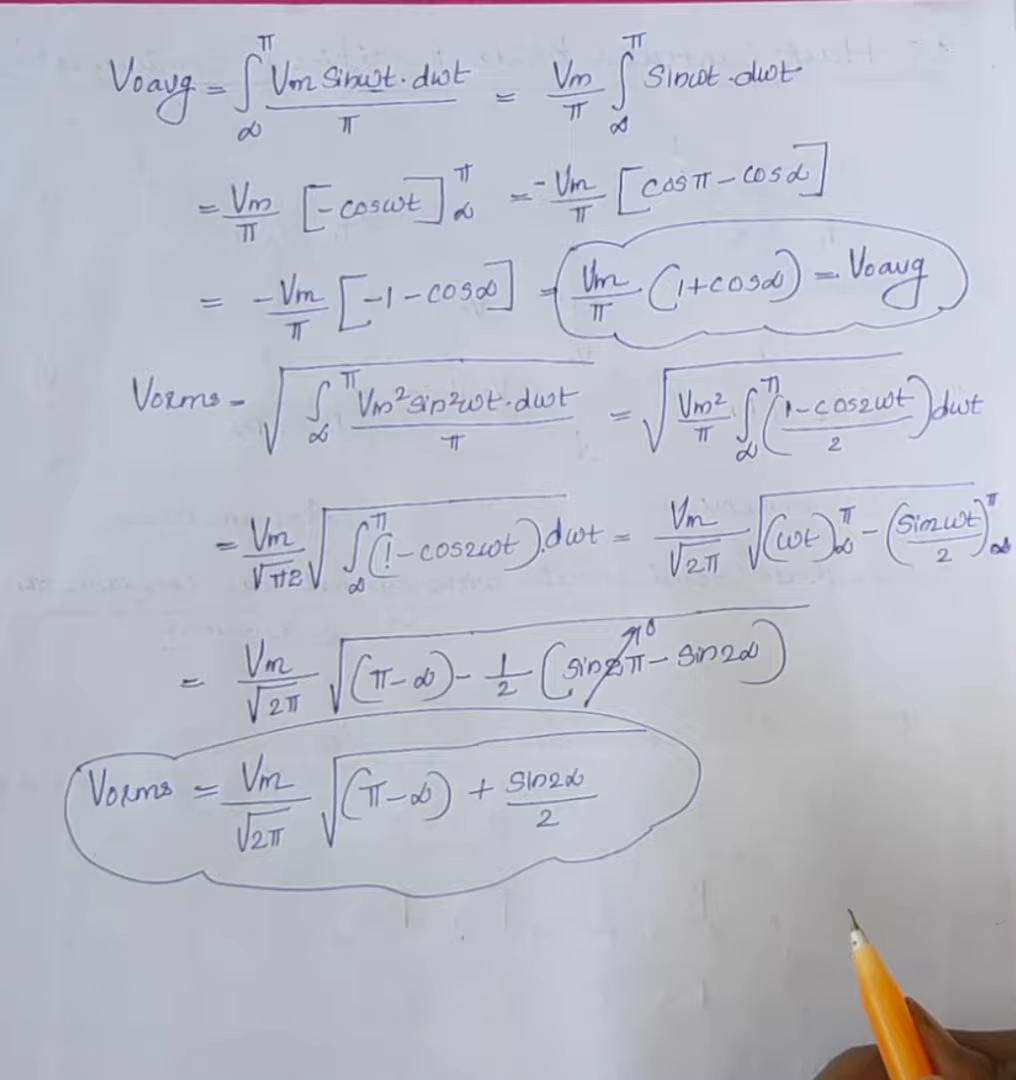 Voavg = ∫_α^π Vm sinωt·dωt / π = Vm/π ∫_α^π sinωt·dωt
= Vm/π [-cosωt]_α^π = -Vm/π [cosπ - cosα]
= -Vm/π [-1 - cosα] = Vm/π (1+cosα) = Voavg
Vorms = √(∫_α^π Vm² sin²ωt·dωt / π) = √(Vm²/π ∫_α^π (1-cos2ωt / 2) dωt)
= Vm/√π2 √(∫_α^π (1-cos2ωt)·dωt) = Vm/√2π √((ωt)_α^π - (sin2ωt / 2)_α^π)
= Vm/√2π √((π-α) - 1/2 (sin2π↗0 - sin2α))
Vorms = Vm/√2π √((π-α) + sin2α / 2)